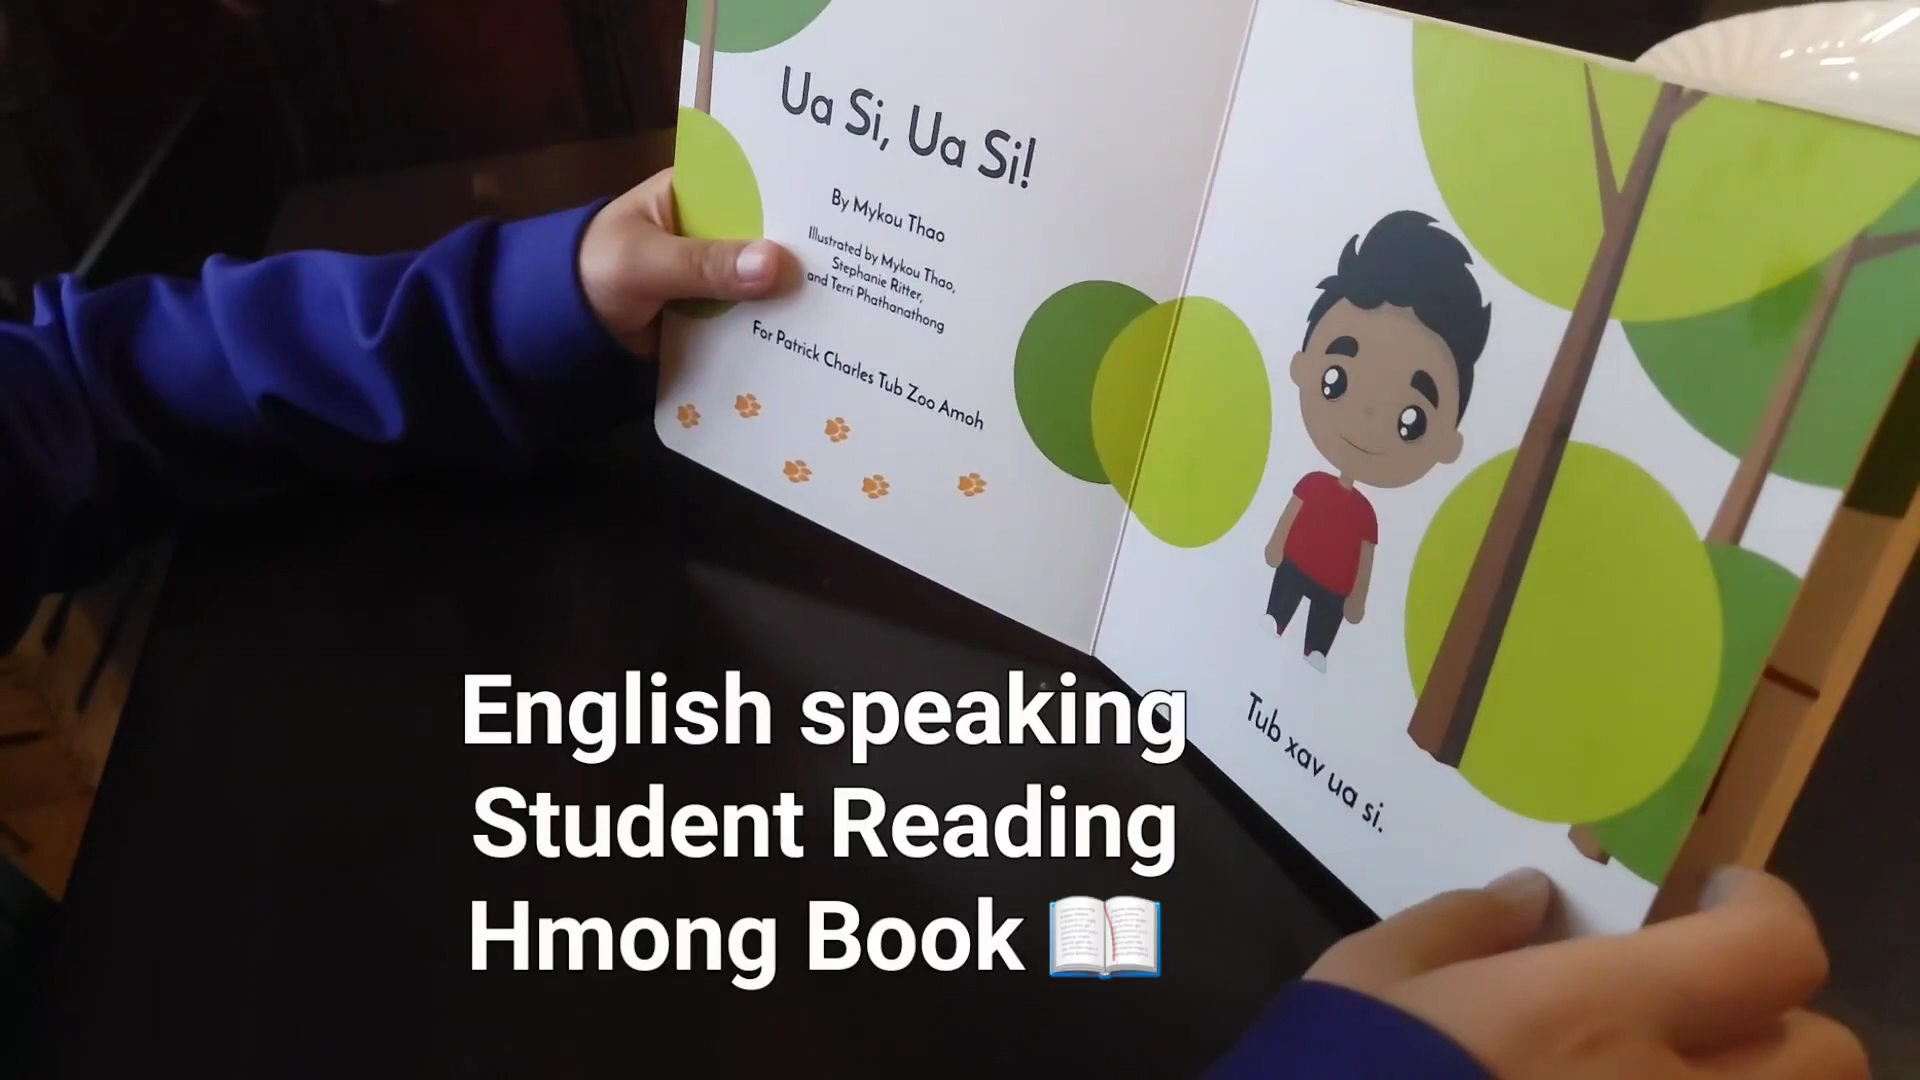 Ua Si, Ua Si!
By Mykou Thao
Illustrated by Mykou Thao,
Stephanie Ritter,
and Terri Phathanathong
For Patrick Charles Tub Zoo Amoh
Tub xav ua si.
English speaking
Student Reading
Hmong Book 📖